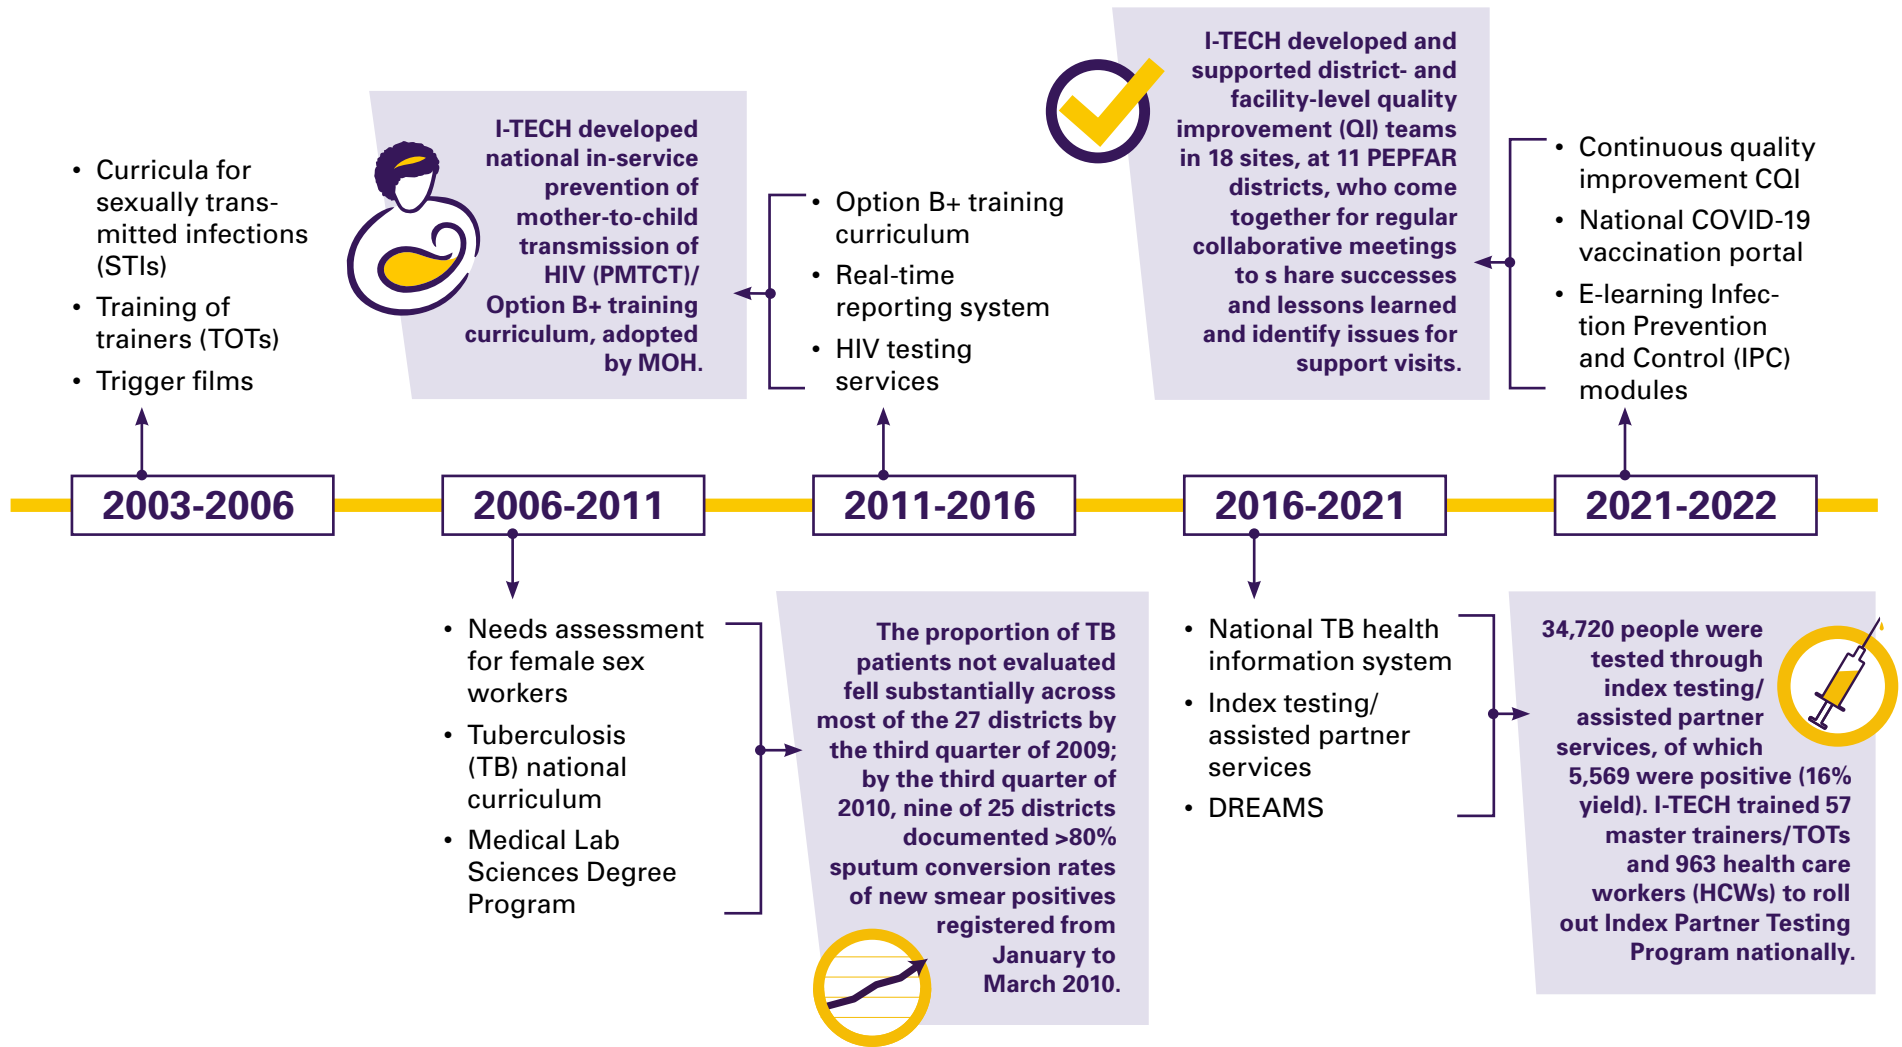 • Curricula for
sexually trans-
mitted infections
(STIs)
• Training of
trainers (TOTs)
• Trigger films
I-TECH developed
national in-service
prevention of
mother-to-child
transmission of
HIV (PMTCT)/
Option B+ training
curriculum, adopted
by MOH.
• Option B+ training
curriculum
• Real-time
reporting system
• HIV testing
services
I-TECH developed and
supported district- and
facility-level quality
improvement (QI) teams
in 18 sites, at 11 PEPFAR
districts, who come
together for regular
collaborative meetings
to s hare successes
and lessons learned
and identify issues for
support visits.
• Continuous quality
improvement CQI
• National COVID-19
vaccination portal
• E-learning Infec-
tion Prevention
and Control (IPC)
modules
2003-2006
2006-2011
2011-2016
2016-2021
2021-2022
• Needs assessment
for female sex
workers
• Tuberculosis
(TB) national
curriculum
• Medical Lab
Sciences Degree
Program
The proportion of TB
patients not evaluated
fell substantially across
most of the 27 districts by
the third quarter of 2009;
by the third quarter of
2010, nine of 25 districts
documented >80%
sputum conversion rates
of new smear positives
registered from
January to
March 2010.
• National TB health
information system
• Index testing/
assisted partner
services
• DREAMS
34,720 people were
tested through
index testing/
assisted partner
services, of which
5,569 were positive (16%
yield). I-TECH trained 57
master trainers/TOTs
and 963 health care
workers (HCWs) to roll
out Index Partner Testing
Program nationally.